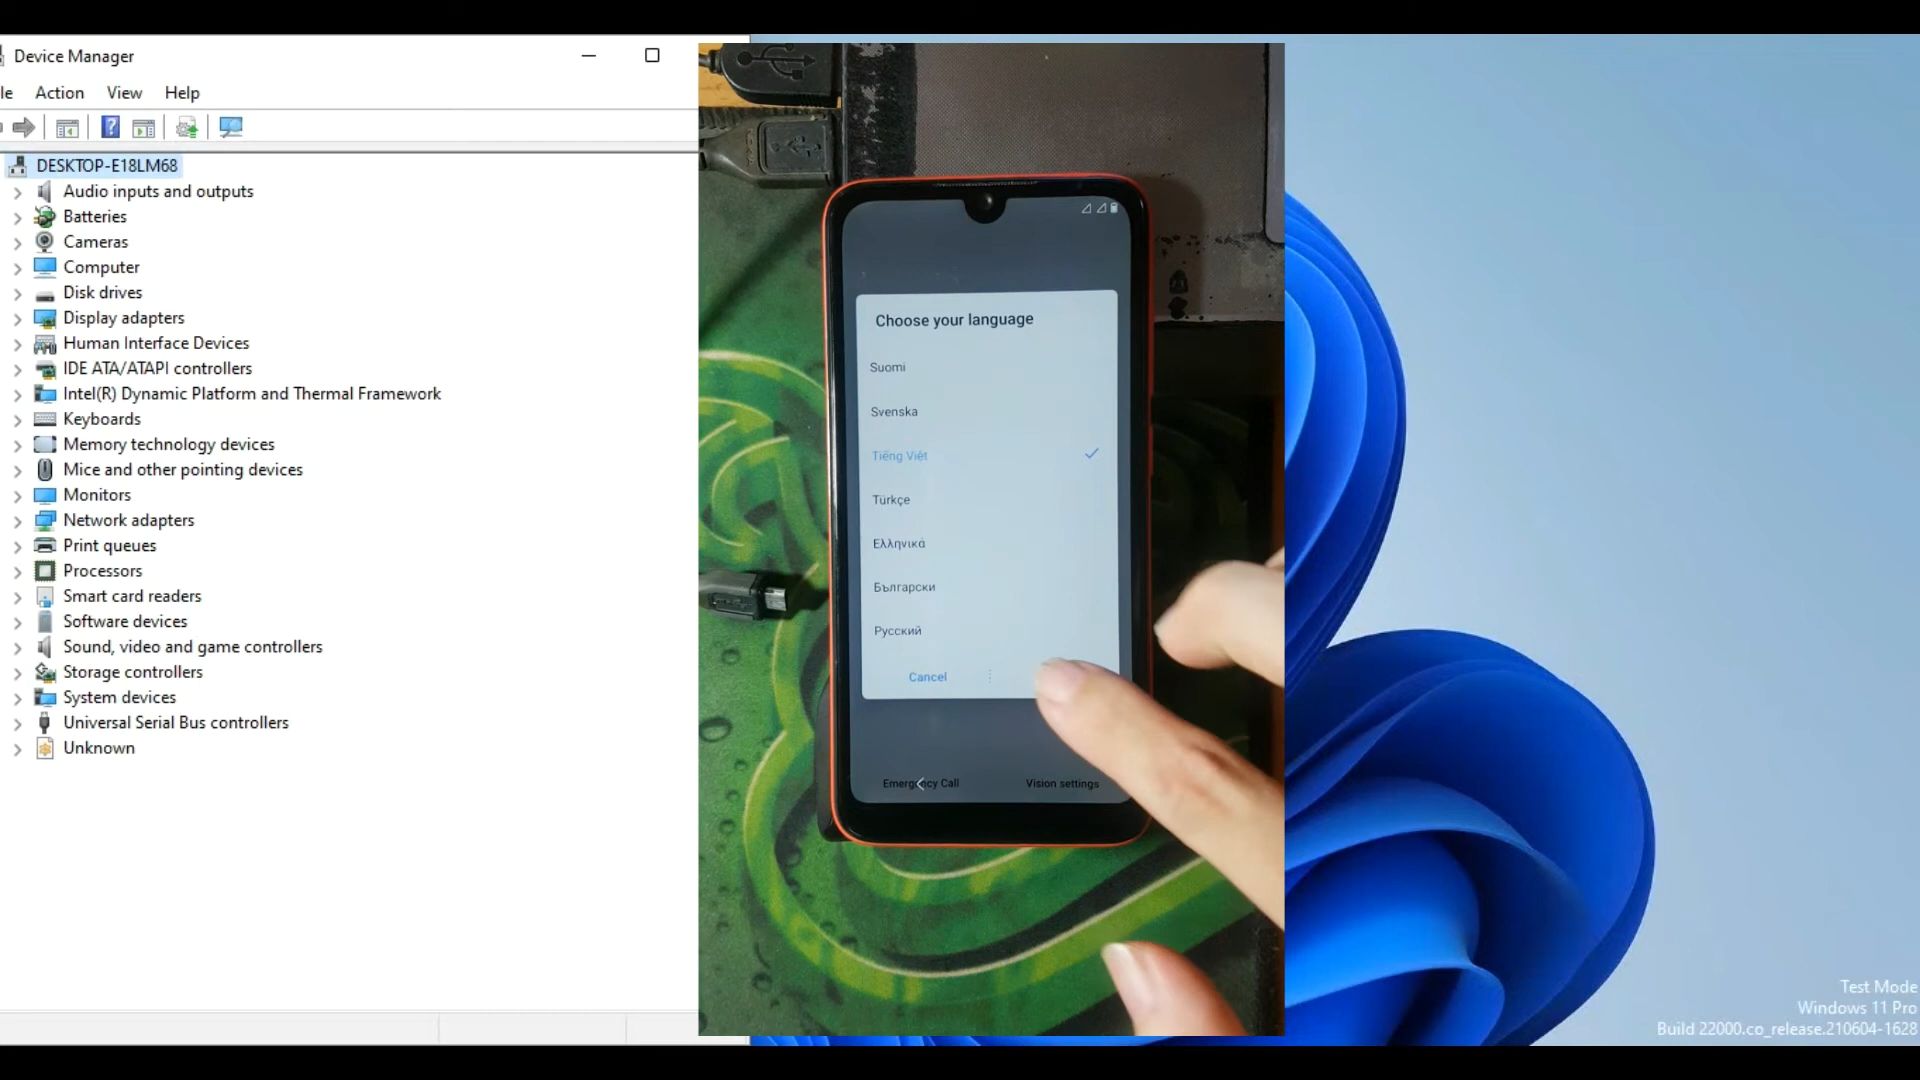 Device Manager
le Action View Help
DESKTOP-E18LM68
Audio inputs and outputs
Batteries
Cameras
Computer
Disk drives
Display adapters
Human Interface Devices
IDE ATA/ATAPI controllers
Intel(R) Dynamic Platform and Thermal Framework
Keyboards
Memory technology devices
Mice and other pointing devices
Monitors
Network adapters
Print queues
Processors
Smart card readers
Software devices
Sound, video and game controllers
Storage controllers
System devices
Universal Serial Bus controllers
Unknown
Choose your language
Suomi
Svenska
Tiếng Việt
Türkçe
Ελληνικά
Български
Русский
Cancel
Emergency Call
Vision settings
Test Mode
Windows 11 Pro
Build 22000.co_release.210604-1628